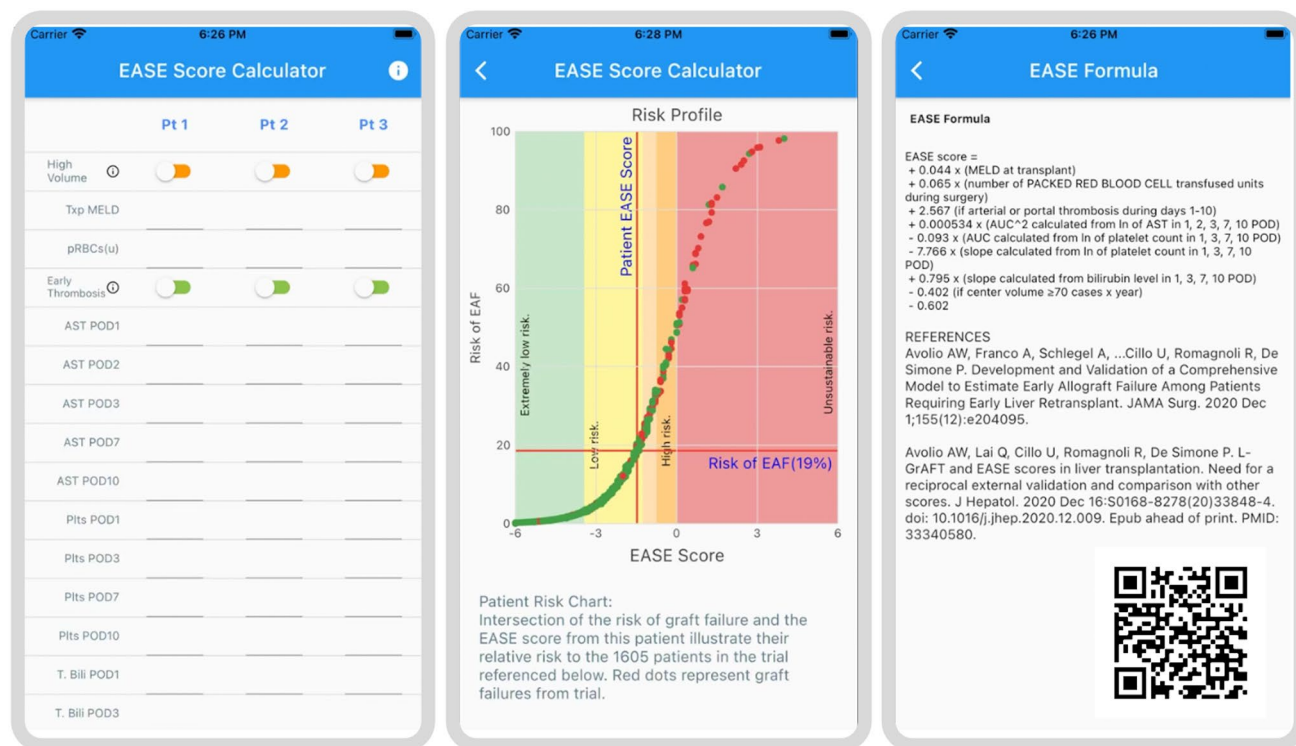 Carrier 6:26 PM
EASE Score Calculator
Pt 1 Pt 2 Pt 3
High
Volume
Txp MELD
pRBCs(u)
Early
Thrombosis
AST POD1
AST POD2
AST POD3
AST POD7
AST POD10
Plts POD1
Plts POD3
Plts POD7
Plts POD10
T. Bili POD1
T. Bili POD3
Carrier 6:28 PM
EASE Score Calculator
Risk Profile
100
80
60
40
20
0
Risk of EAF
Extremely low risk.
Low risk.
Patient EASE Score
High risk.
Unsustainable risk.
Risk of EAF(19%)
-6 -3 0 3 6
EASE Score
Patient Risk Chart:
Intersection of the risk of graft failure and the
EASE score from this patient illustrate their
relative risk to the 1605 patients in the trial
referenced below. Red dots represent graft
failures from trial.
Carrier 6:26 PM
EASE Formula
EASE Formula
EASE score =
+ 0.044 x (MELD at transplant)
+ 0.065 x (number of PACKED RED BLOOD CELL transfused units
during surgery)
+ 2.567 (if arterial or portal thrombosis during days 1-10)
+ 0.000534 x (AUC^2 calculated from ln of AST in 1, 2, 3, 7, 10 POD)
- 0.093 x (AUC calculated from ln of platelet count in 1, 3, 7, 10 POD)
- 7.766 x (slope calculated from ln of platelet count in 1, 3, 7, 10
POD)
+ 0.795 x (slope calculated from bilirubin level in 1, 3, 7, 10 POD)
- 0.402 (if center volume ≥70 cases x year)
- 0.602
REFERENCES
Avolio AW, Franco A, Schlegel A, ...Cillo U, Romagnoli R, De
Simone P. Development and Validation of a Comprehensive
Model to Estimate Early Allograft Failure Among Patients
Requiring Early Liver Retransplant. JAMA Surg. 2020 Dec
1;155(12):e204095.
Avolio AW, Lai Q, Cillo U, Romagnoli R, De Simone P. L-
GrAFT and EASE scores in liver transplantation. Need for a
reciprocal external validation and comparison with other
scores. J Hepatol. 2020 Dec 16:S0168-8278(20)33848-4.
doi: 10.1016/j.jhep.2020.12.009. Epub ahead of print. PMID:
33340580.